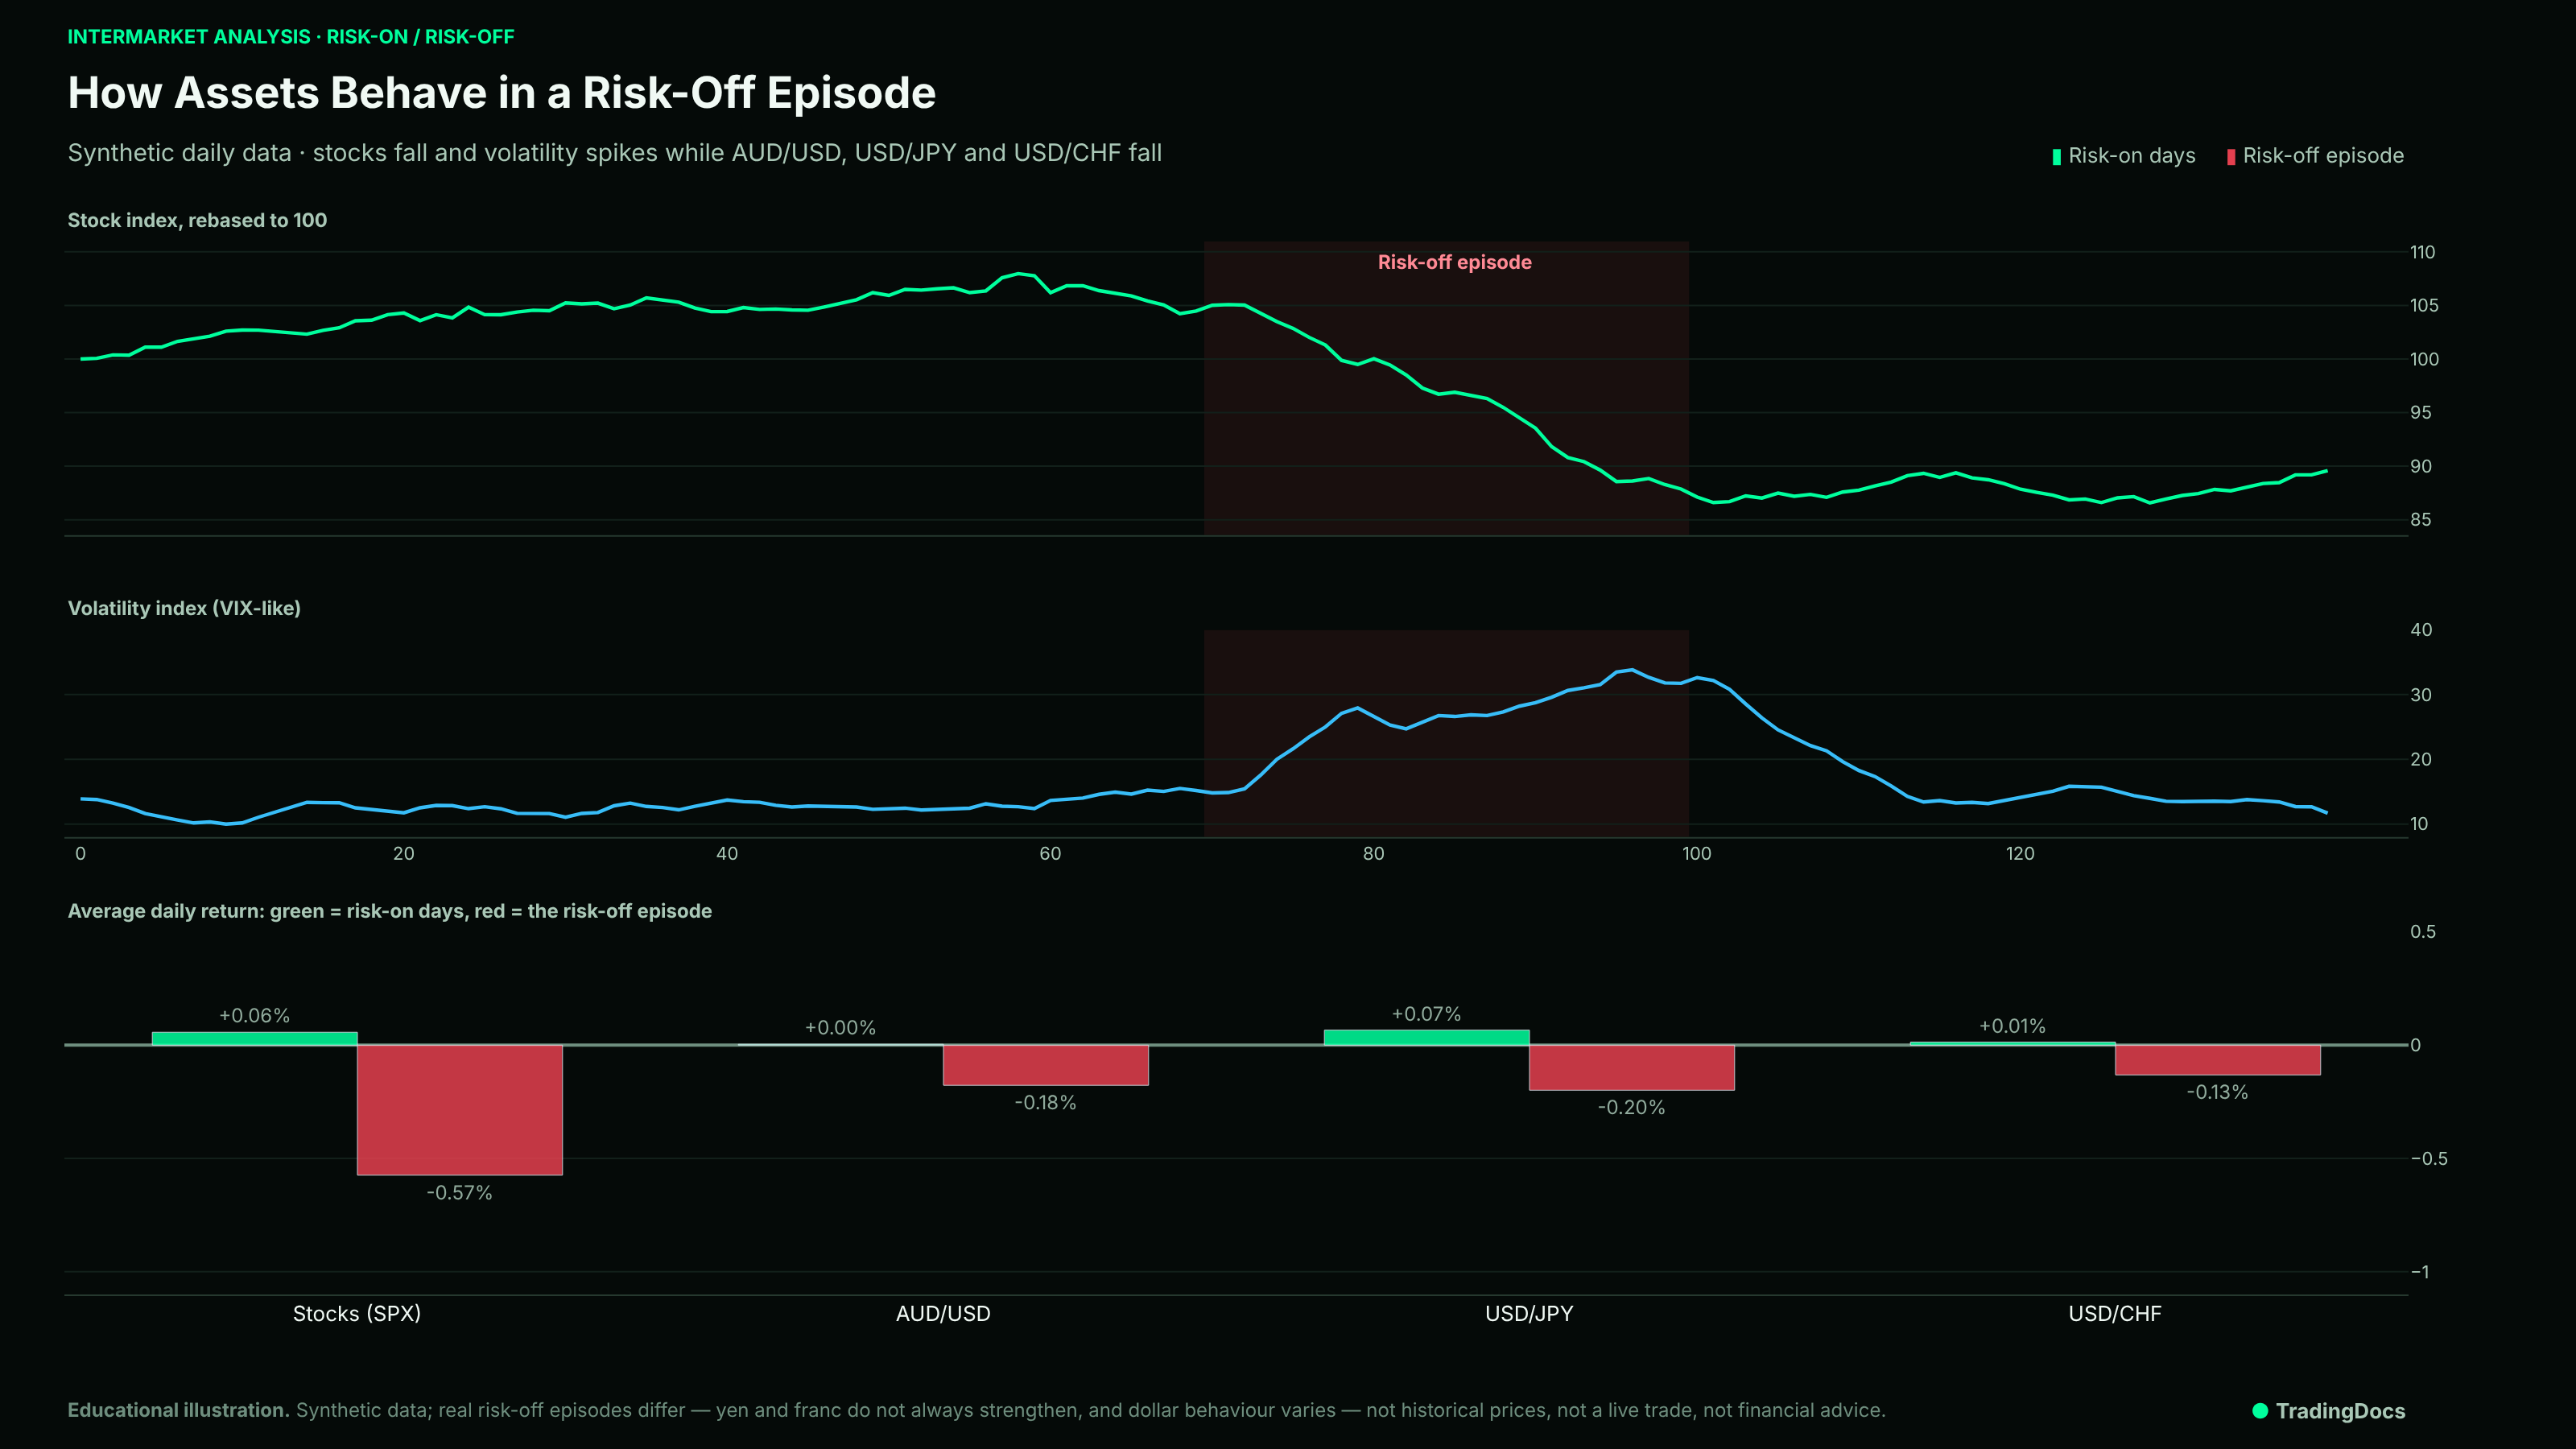 INTERMARKET ANALYSIS · RISK-ON / RISK-OFF
How Assets Behave in a Risk-Off Episode
Synthetic daily data · stocks fall and volatility spikes while AUD/USD, USD/JPY and USD/CHF fall
Risk-on days
Risk-off episode
Stock index, rebased to 100
Risk-off episode
110
105
100
95
90
85
Volatility index (VIX-like)
40
30
20
10
0 20 40 60 80 100 120
Average daily return: green = risk-on days, red = the risk-off episode
0.5
0
−0.5
−1
+0.06%
-0.57%
+0.00%
-0.18%
+0.07%
-0.20%
+0.01%
-0.13%
Stocks (SPX) AUD/USD USD/JPY USD/CHF
Educational illustration. Synthetic data; real risk-off episodes differ — yen and franc do not always strengthen, and dollar behaviour varies — not historical prices, not a live trade, not financial advice.
TradingDocs